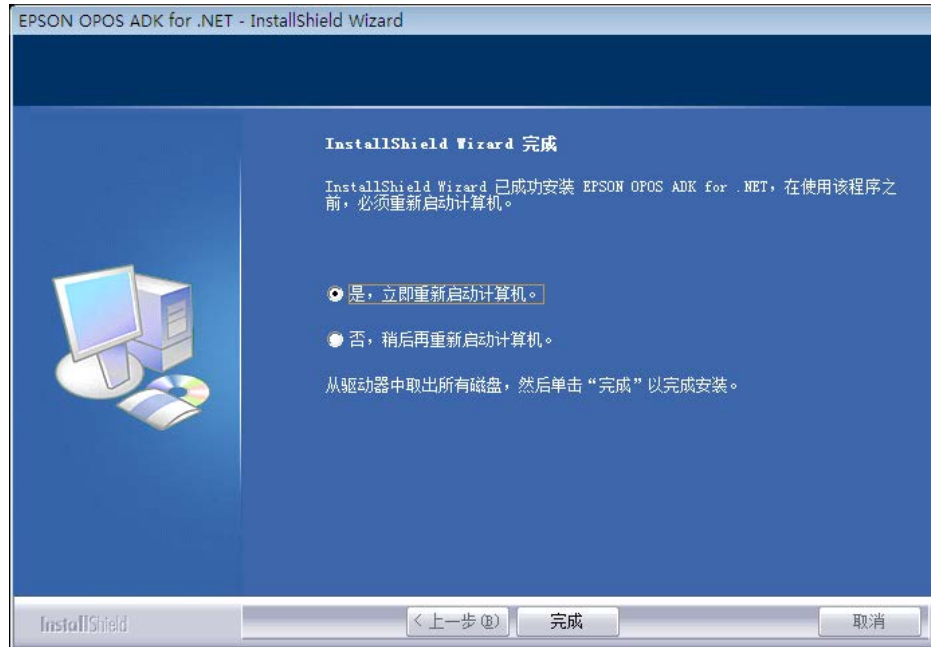 EPSON OPOS ADK for .NET - InstallShield Wizard
InstallShield Wizard 完成
InstallShield Wizard 已成功安装 EPSON OPOS ADK for .NET，在使用该程序之
前，必须重新启动计算机。
是，立即重新启动计算机。
否，稍后再重新启动计算机。
从驱动器中取出所有磁盘，然后单击“完成”以完成安装。
InstallShield
< 上一步(B)
完成
取消